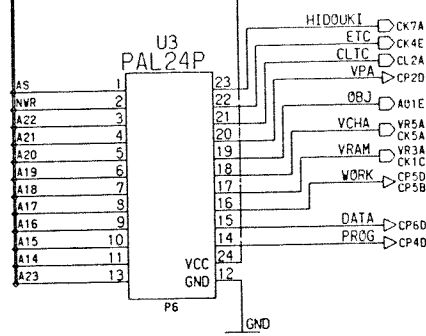 HIDOUKI CK7A
ETC CK4E
CLTC CL2A
VPA CP2D
OBJ A01E
VCHA VR5A
CK5A
VRAM VR3A
CK1C
WORK CP5D
CP5B
DATA CP6D
PROG CP4D
U3
PAL24P
AS 1
NWR 2
A22 3
A21 4
A20 5
A19 6
A18 7
A17 8
A16 9
A15 10
A14 11
A23 13
23
22
21
20
19
18
17
16
15
14
VCC 24
GND 12
P6
GND